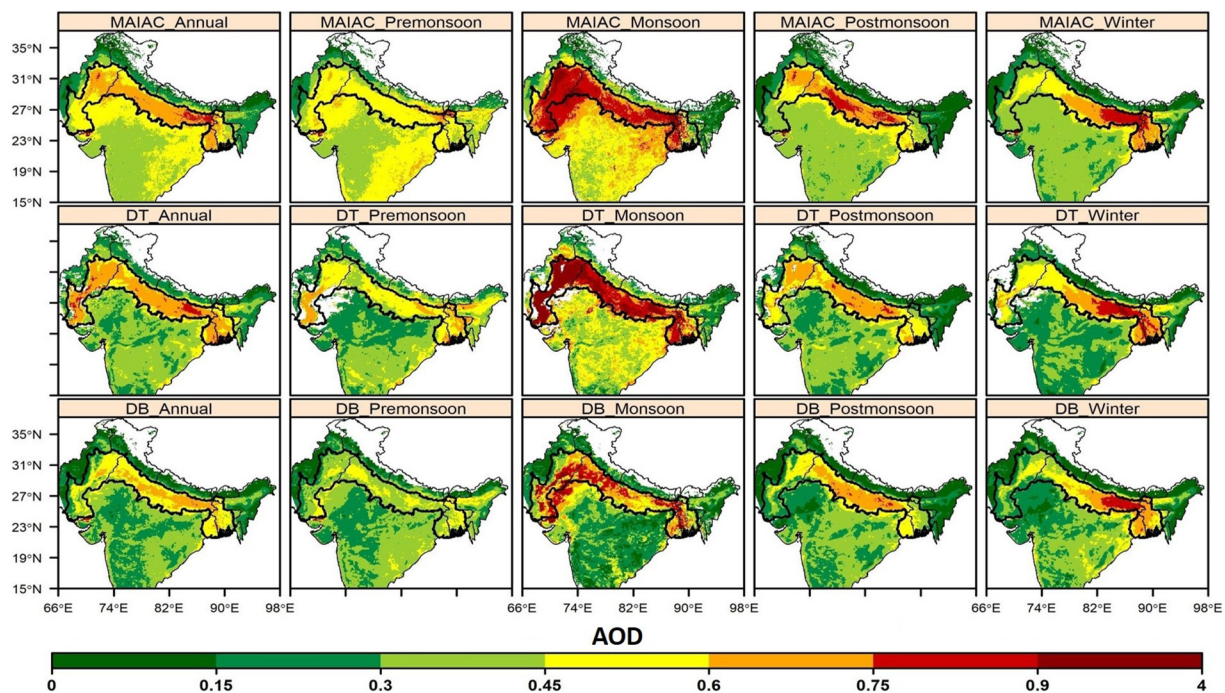 MAIAC_Annual MAIAC_Premonsoon MAIAC_Monsoon MAIAC_Postmonsoon MAIAC_Winter
35°N
31°N
27°N
23°N
19°N
15°N
DT_Annual DT_Premonsoon DT_Monsoon DT_Postmonsoon DT_Winter
DB_Annual DB_Premonsoon DB_Monsoon DB_Postmonsoon DB_Winter
35°N
31°N
27°N
23°N
19°N
15°N
66°E 74°E 82°E 90°E 98°E 66°E 74°E 82°E 90°E 98°E 66°E 74°E 82°E 90°E 98°E
AOD
0 0.15 0.3 0.45 0.6 0.75 0.9 4